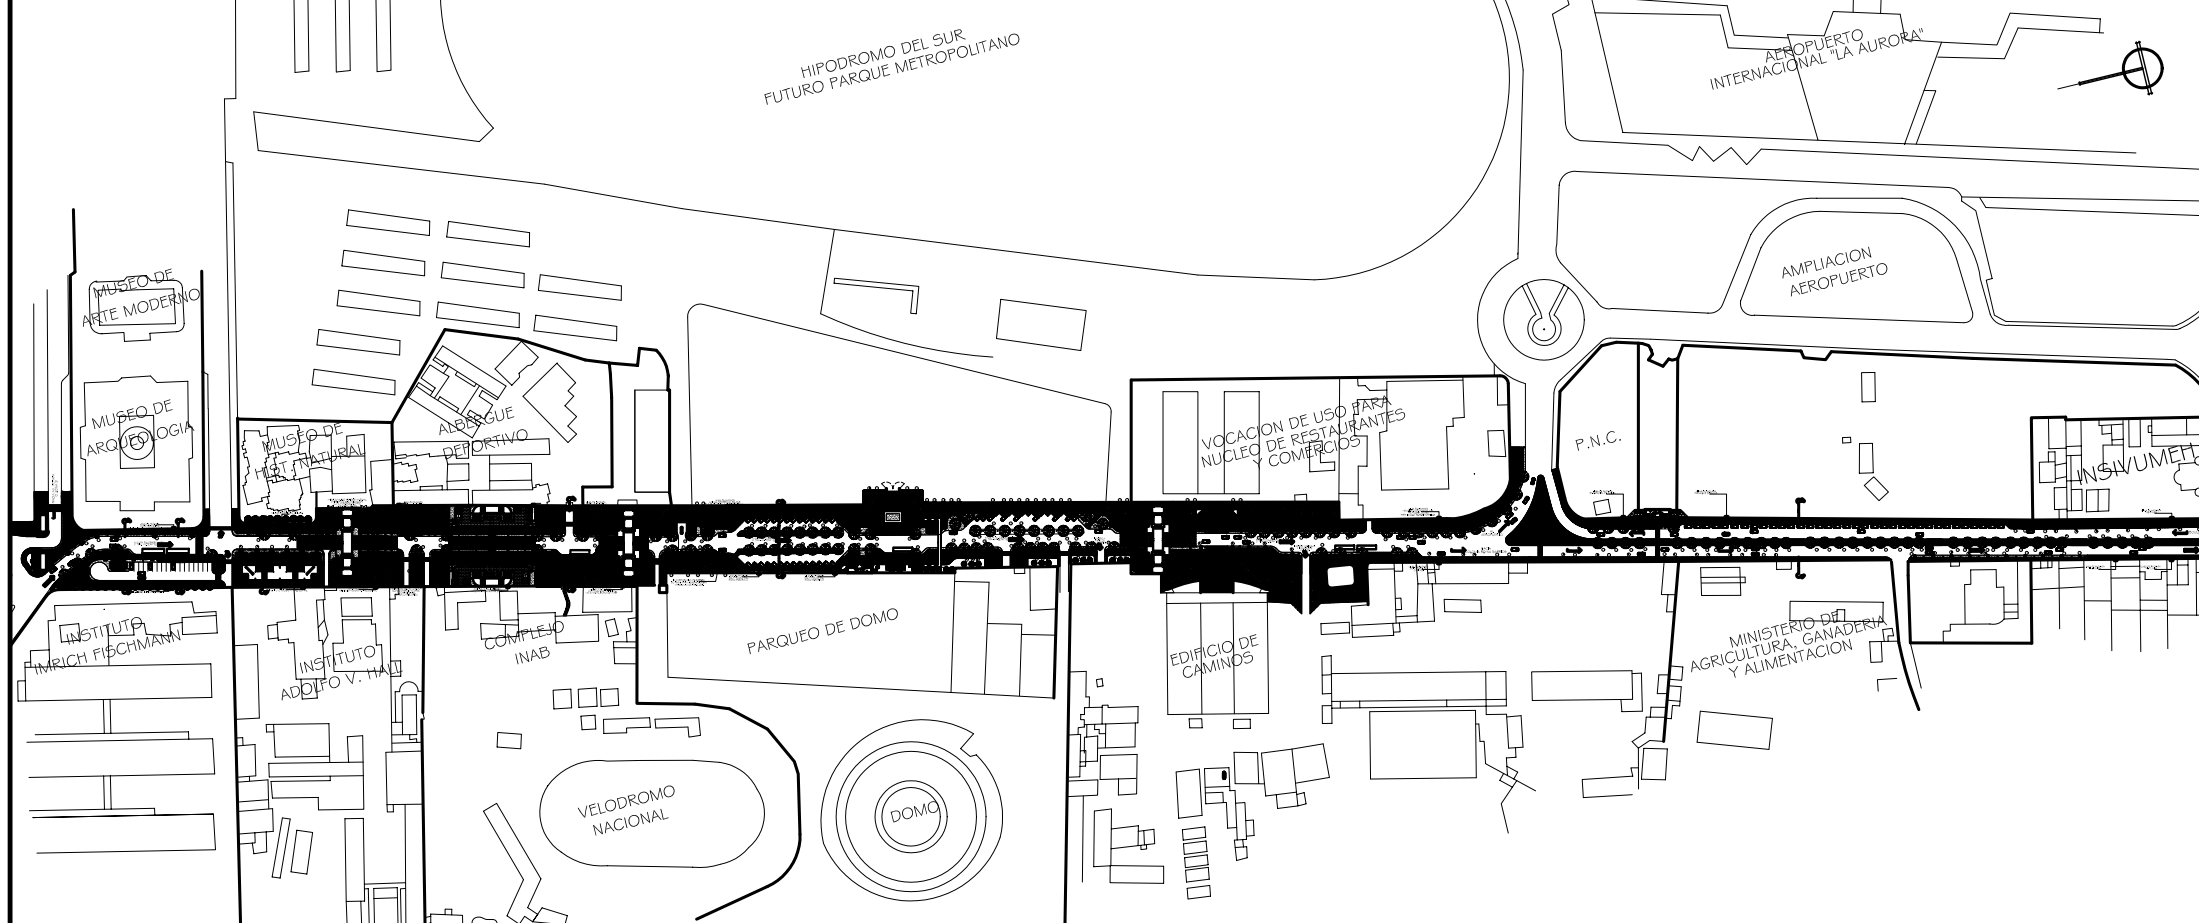 HIPODROMO DEL SUR
FUTURO PARQUE METROPOLITANO
AEROPUERTO
INTERNACIONAL "LA AURORA"
AMPLIACION
AEROPUERTO
MUSEO DE
ARTE MODERNO
MUSEO DE
ARQUEOLOGIA
MUSEO DE
HIST. NATURAL
ALBERGUE
DEPORTIVO
VOCACION DE USO PARA
NUCLEO DE RESTAURANTES
Y COMERCIOS
P.N.C.
INSIVUMEH
INSTITUTO
IMRICH FISCHMANN
INSTITUTO
ADOLFO V. HALL
COMPLEJO
INAB
PARQUEO DE DOMO
EDIFICIO DE
CAMINOS
MINISTERIO DE
AGRICULTURA, GANADERIA
Y ALIMENTACION
VELODROMO
NACIONAL
DOMO